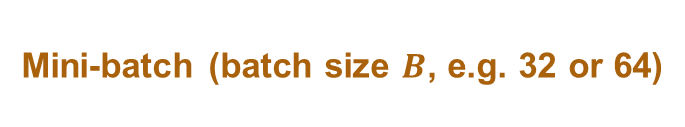 Mini-batch (batch size B, e.g. 32 or 64)